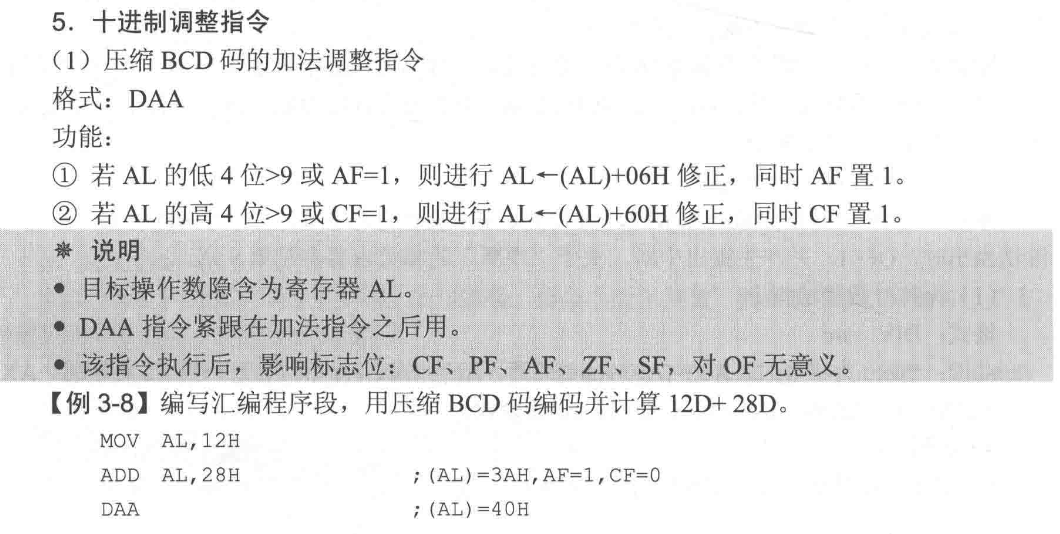 5. 十进制调整指令
（1）压缩 BCD 码的加法调整指令
格式：DAA
功能：
① 若 AL 的低 4 位>9 或 AF=1，则进行 AL←(AL)+06H 修正，同时 AF 置 1。
② 若 AL 的高 4 位>9 或 CF=1，则进行 AL←(AL)+60H 修正，同时 CF 置 1。
※ 说明
● 目标操作数隐含为寄存器 AL。
● DAA 指令紧跟在加法指令之后用。
● 该指令执行后，影响标志位：CF、PF、AF、ZF、SF，对 OF 无意义。
【例 3-8】编写汇编程序段，用压缩 BCD 码编码并计算 12D+ 28D。
MOV AL,12H
ADD AL,28H ;(AL)=3AH,AF=1,CF=0
DAA ;(AL)=40H